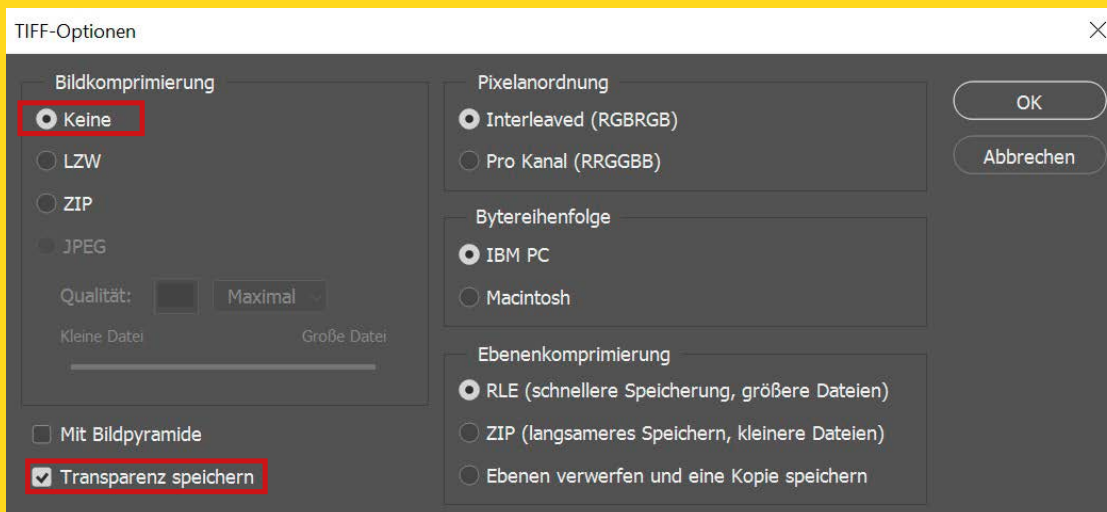 TIFF-Optionen
Bildkomprimierung
Keine
LZW
ZIP
JPEG
Qualität:
Maximal
Kleine Datei
Große Datei
Mit Bildpyramide
Transparenz speichern
Pixelanordnung
Interleaved (RGBRGB)
Pro Kanal (RRGGBB)
Bytereihenfolge
IBM PC
Macintosh
Ebenenkomprimierung
RLE (schnellere Speicherung, größere Dateien)
ZIP (langsameres Speichern, kleinere Dateien)
Ebenen verwerfen und eine Kopie speichern
OK
Abbrechen